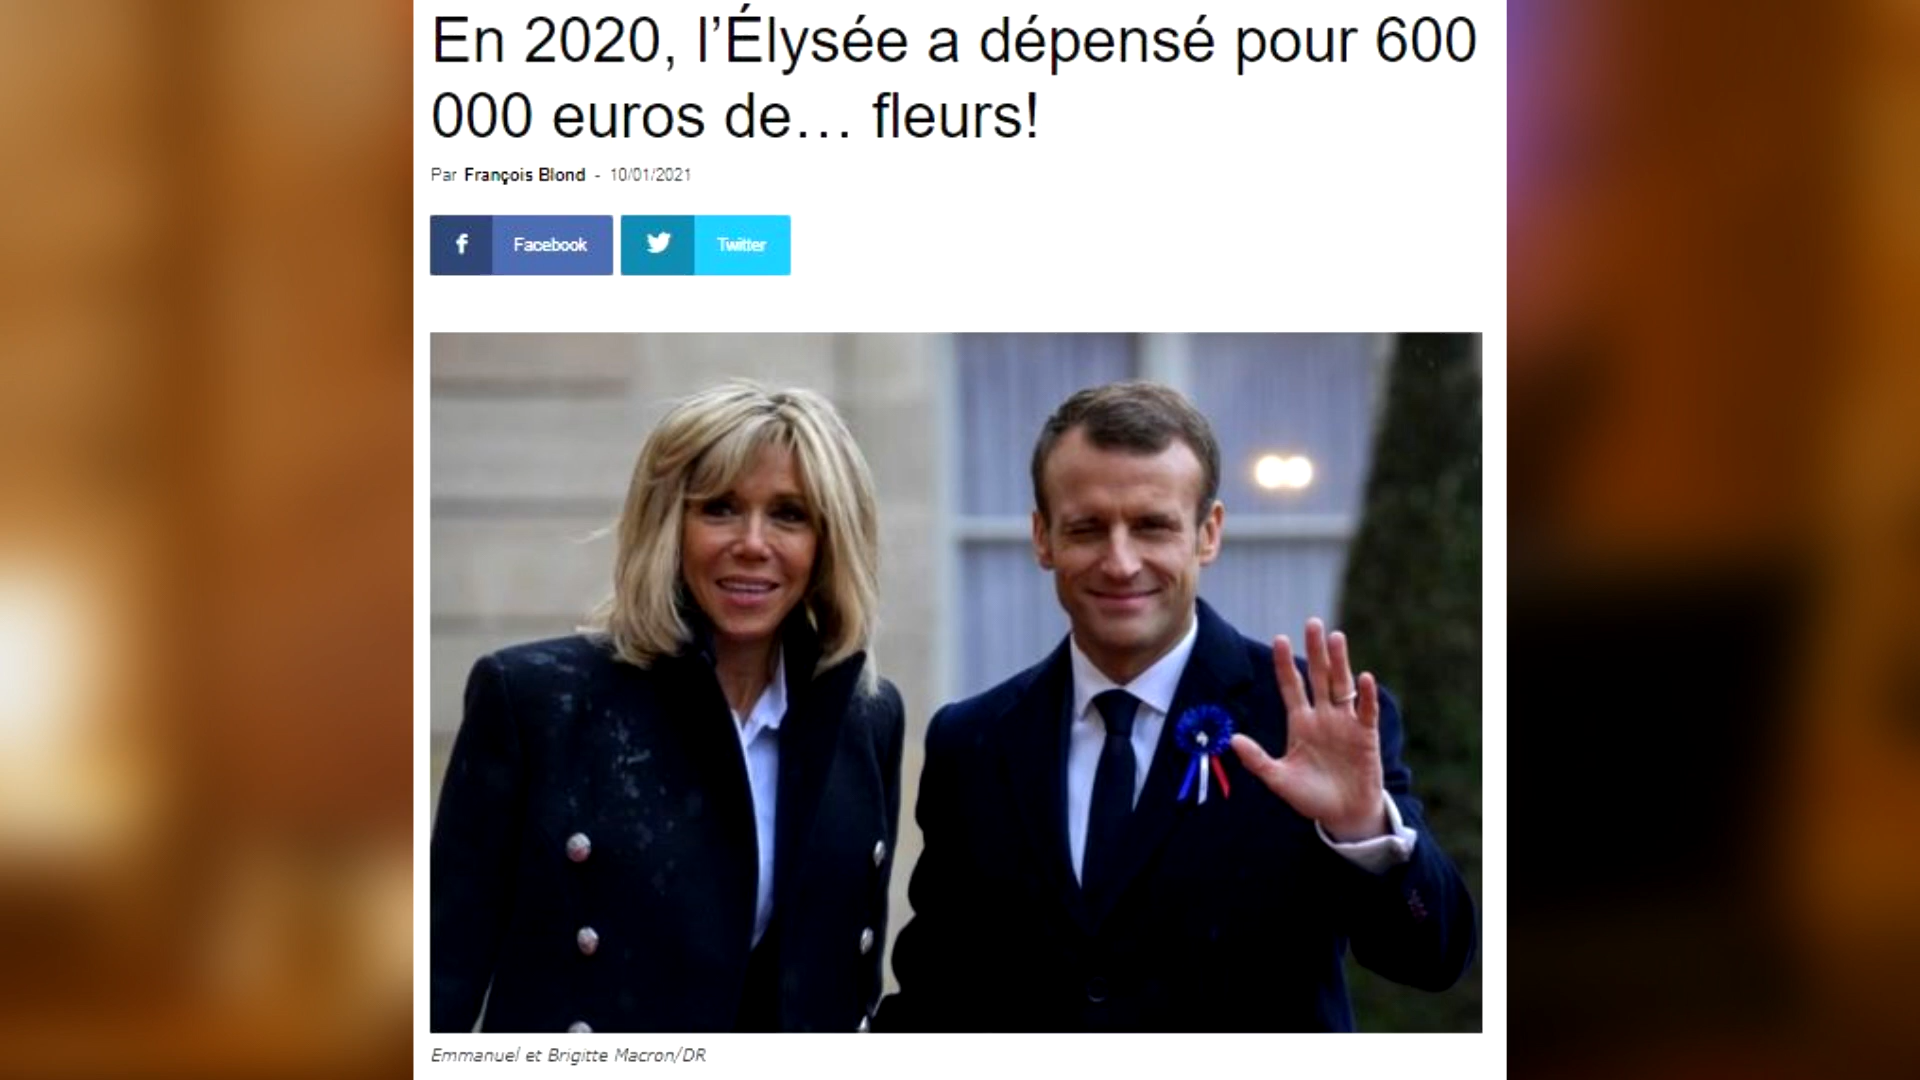 En 2020, l’Élysée a dépensé pour 600
000 euros de… fleurs!
Par François Blond - 10/01/2021
Facebook
Twitter
Emmanuel et Brigitte Macron/DR